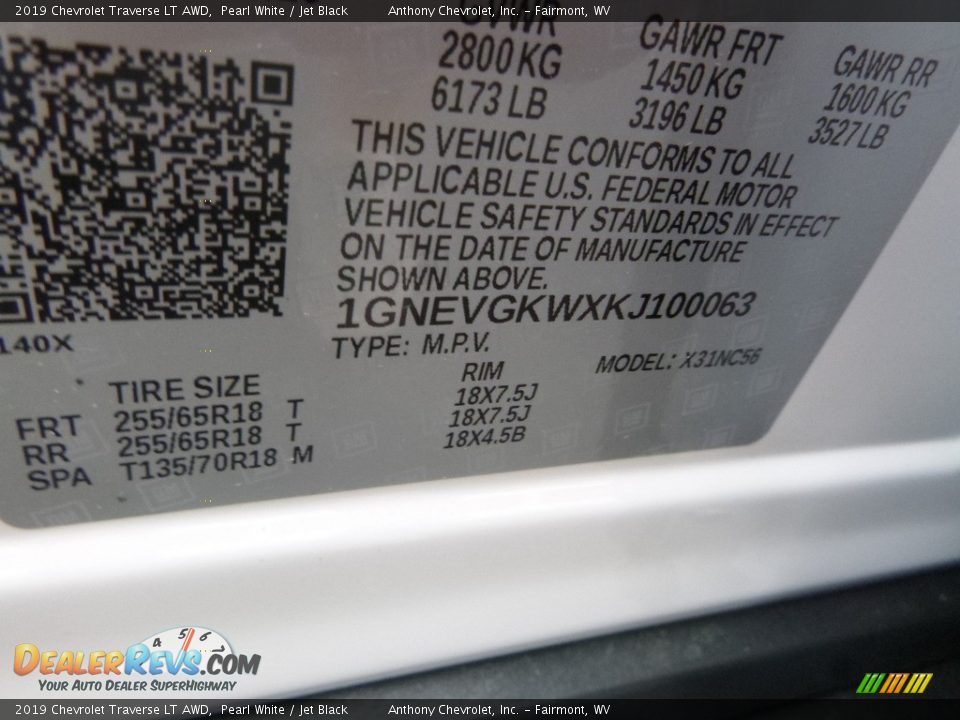 2019 Chevrolet Traverse LT AWD,  Pearl White / Jet Black  Anthony Chevrolet, Inc. - Fairmont, WV
GVWR GAWR FRT GAWR RR
2800 KG 1450 KG 1600 KG
6173 LB 3196 LB 3527 LB
THIS VEHICLE CONFORMS TO ALL
APPLICABLE U.S. FEDERAL MOTOR
VEHICLE SAFETY STANDARDS IN EFFECT
ON THE DATE OF MANUFACTURE
SHOWN ABOVE.
1GNEVGKWXKJ100063
140X
TYPE: M.P.V. MODEL: X31NC56
TIRE SIZE RIM
FRT 255/65R18 T 18X7.5J
RR 255/65R18 T 18X7.5J
SPA T135/70R18 M 18X4.5B
4 5 6
DEALERREVS.COM
YOUR AUTO DEALER SUPERHIGHWAY
2019 Chevrolet Traverse LT AWD,  Pearl White / Jet Black  Anthony Chevrolet, Inc. - Fairmont, WV